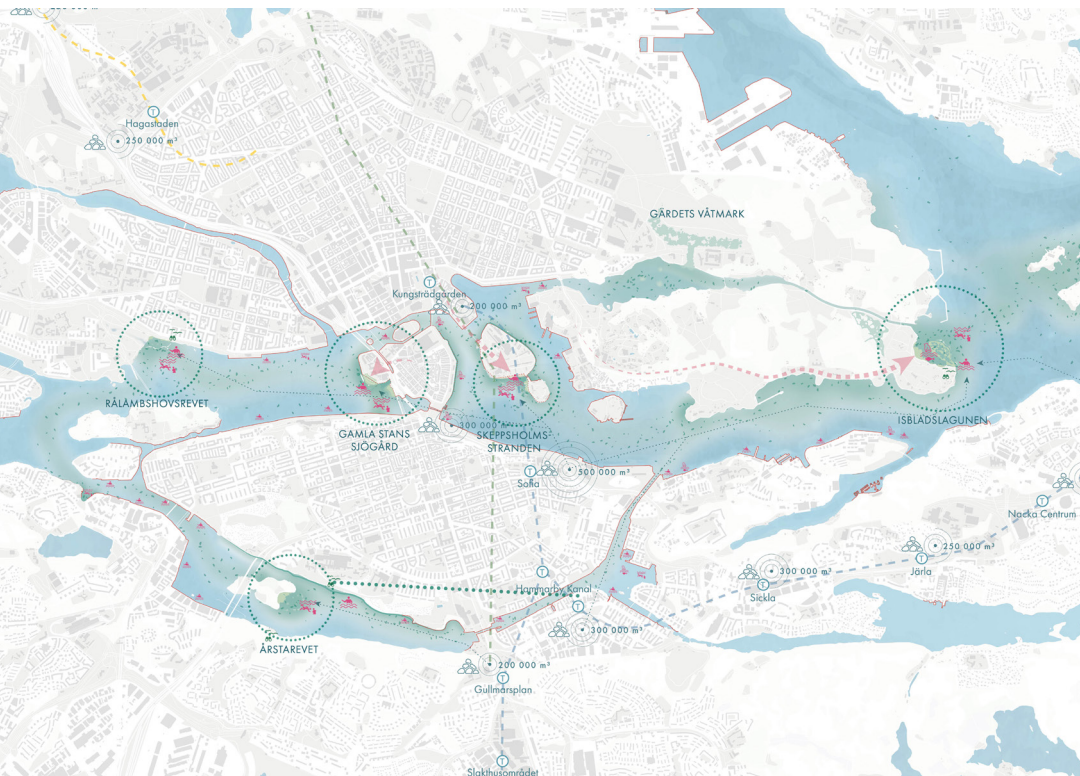 T
Hagastaden
250 000 m³
GÄRDETS VÅTMARK
T
Kungsträdgården
200 000 m³
RÅLAMBSHOVSREVET
300 000 m³
GAMLA STANS
SJÖGÅRD
SKEPPSHOLMS-
STRANDEN
ISBLADSLAGUNEN
T
Sofia
500 000 m³
T
Nacka Centrum
250 000 m³
T
Järla
300 000 m³
T
Sickla
T
Hammarby Kanal
T
300 000 m³
ÅRSTAREVET
200 000 m³
T
Gullmarsplan
T
Slakthusområdet